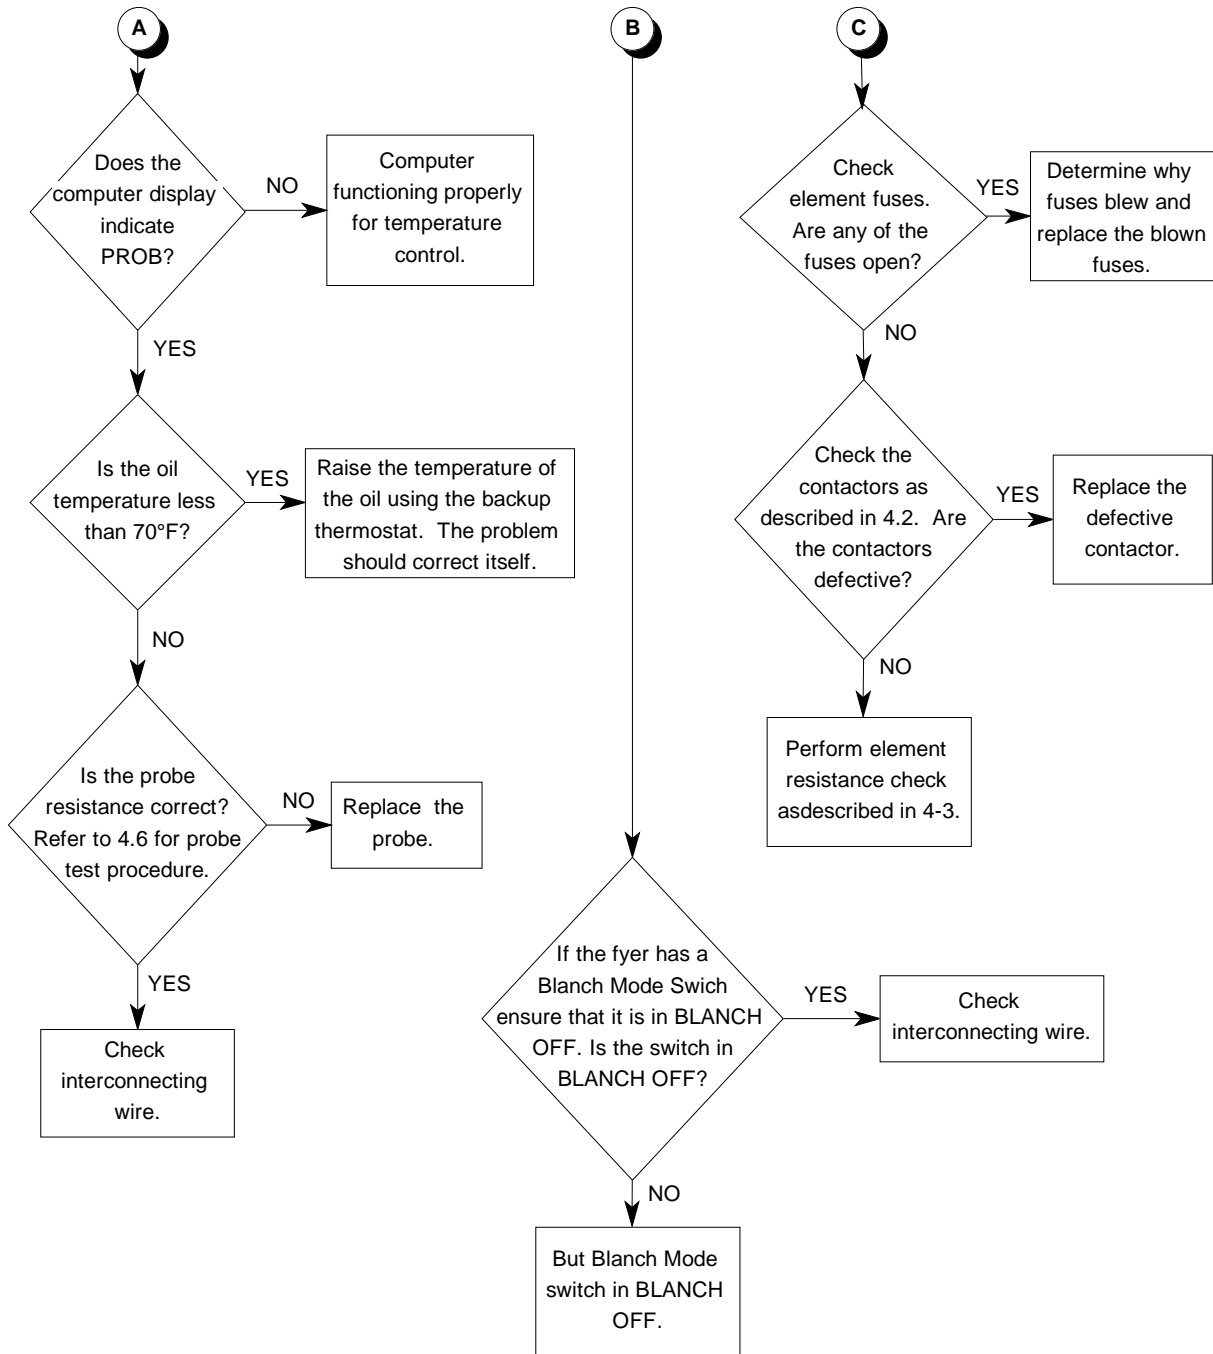 A
Does the
computer display
indicate
PROB?
NO
Computer
functioning properly
for temperature
control.
YES
Is the oil
temperature less
than 70°F?
YES
Raise the temperature of
the oil using the backup
thermostat.  The problem
should correct itself.
NO
Is the probe
resistance correct?
Refer to 4.6 for probe
test procedure.
NO
Replace  the
probe.
YES
Check
interconnecting
wire.
B
If the fyer has a
Blanch Mode Swich
ensure that it is in BLANCH
OFF. Is the switch in
BLANCH OFF?
YES
Check
interconnecting wire.
NO
But Blanch Mode
switch in BLANCH
OFF.
C
Check
element fuses.
Are any of the
fuses open?
YES
Determine why
fuses blew and
replace the blown
fuses.
NO
Check the
contactors as
described in 4.2.  Are
the contactors
defective?
YES
Replace the
defective
contactor.
NO
Perform element
resistance check
asdescribed in 4-3.